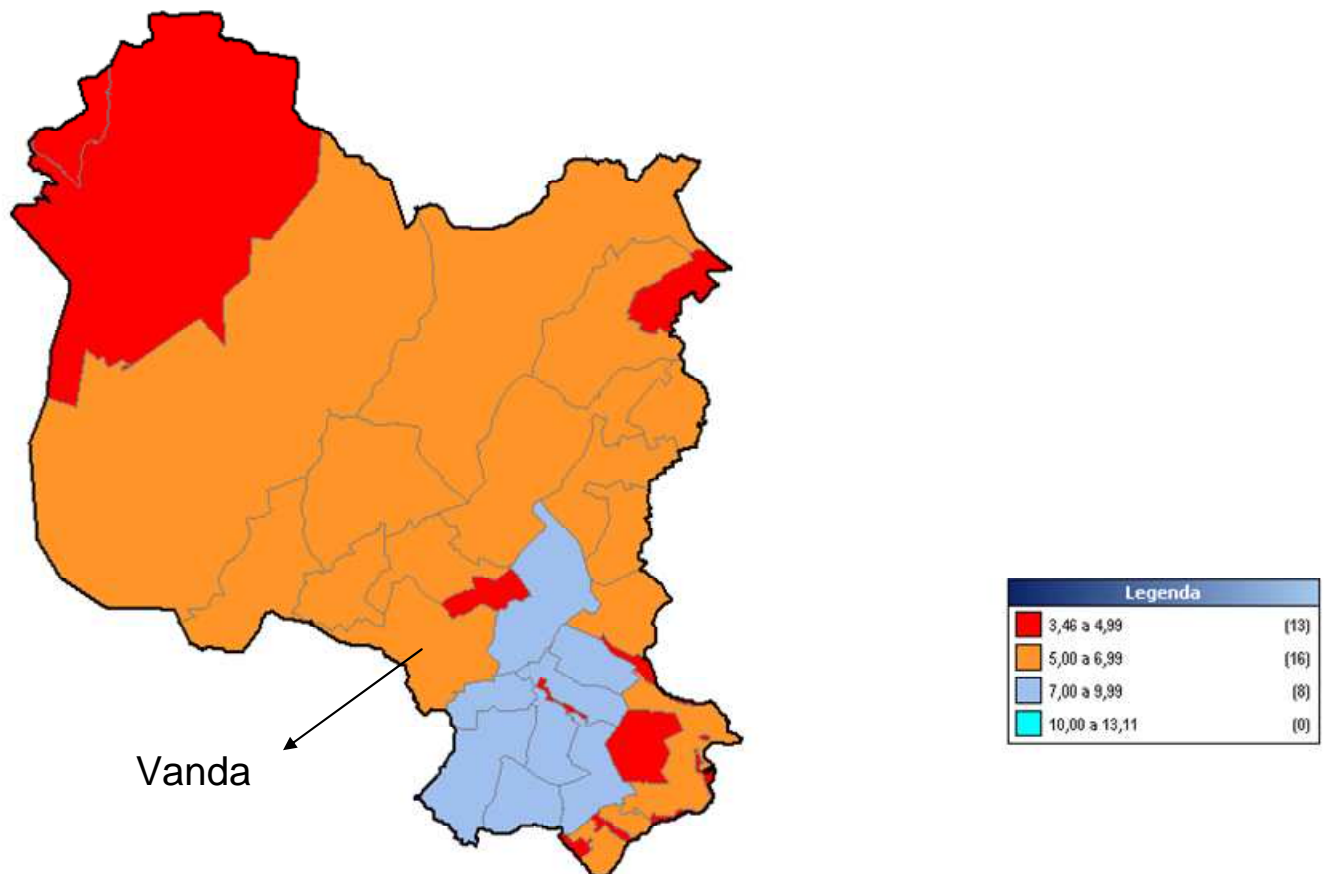 Vanda
Legenda
3,46 a 4,99 (13)
5,00 a 6,99 (16)
7,00 a 9,99 (8)
10,00 a 13,11 (0)